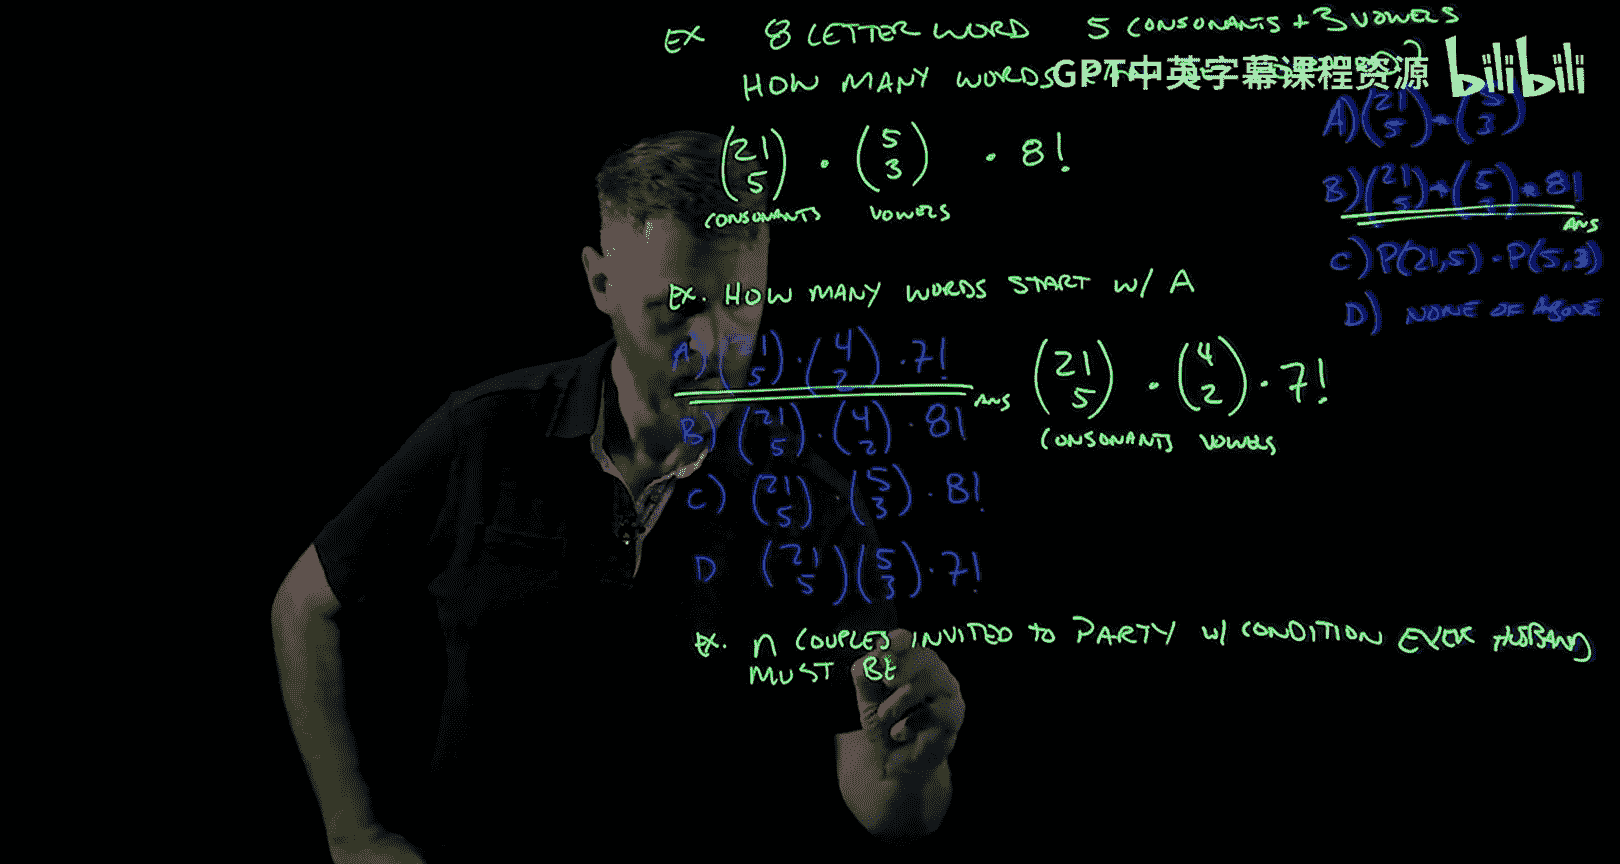 EX 8 LETTER WORD 5 CONSONANTS + 3 VOWELS
HOW MANY WORDS
GPT中英字幕课程资源 bilibili
(21 5) · (5 3) · 8!
CONSONANTS VOWELS
A) (21 5) · (5 3)
B) (21 5) · (5 3) · 8!
ANS
C) P(21,5) · P(5,3)
D) NONE OF ABOVE
EX. HOW MANY WORDS START W/ A
A) (21 5) · (4 2) · 7!
ANS
B) (21 5) · (4 2) · 8!
C) (21 5) · (5 3) · 8!
D (21 5)(5 3) · 7!
(21 5) · (4 2) · 7!
CONSONANTS VOWELS
EX. n COUPLES INVITED to PARTY w/ CONDITION HUSBAND
MUST BE